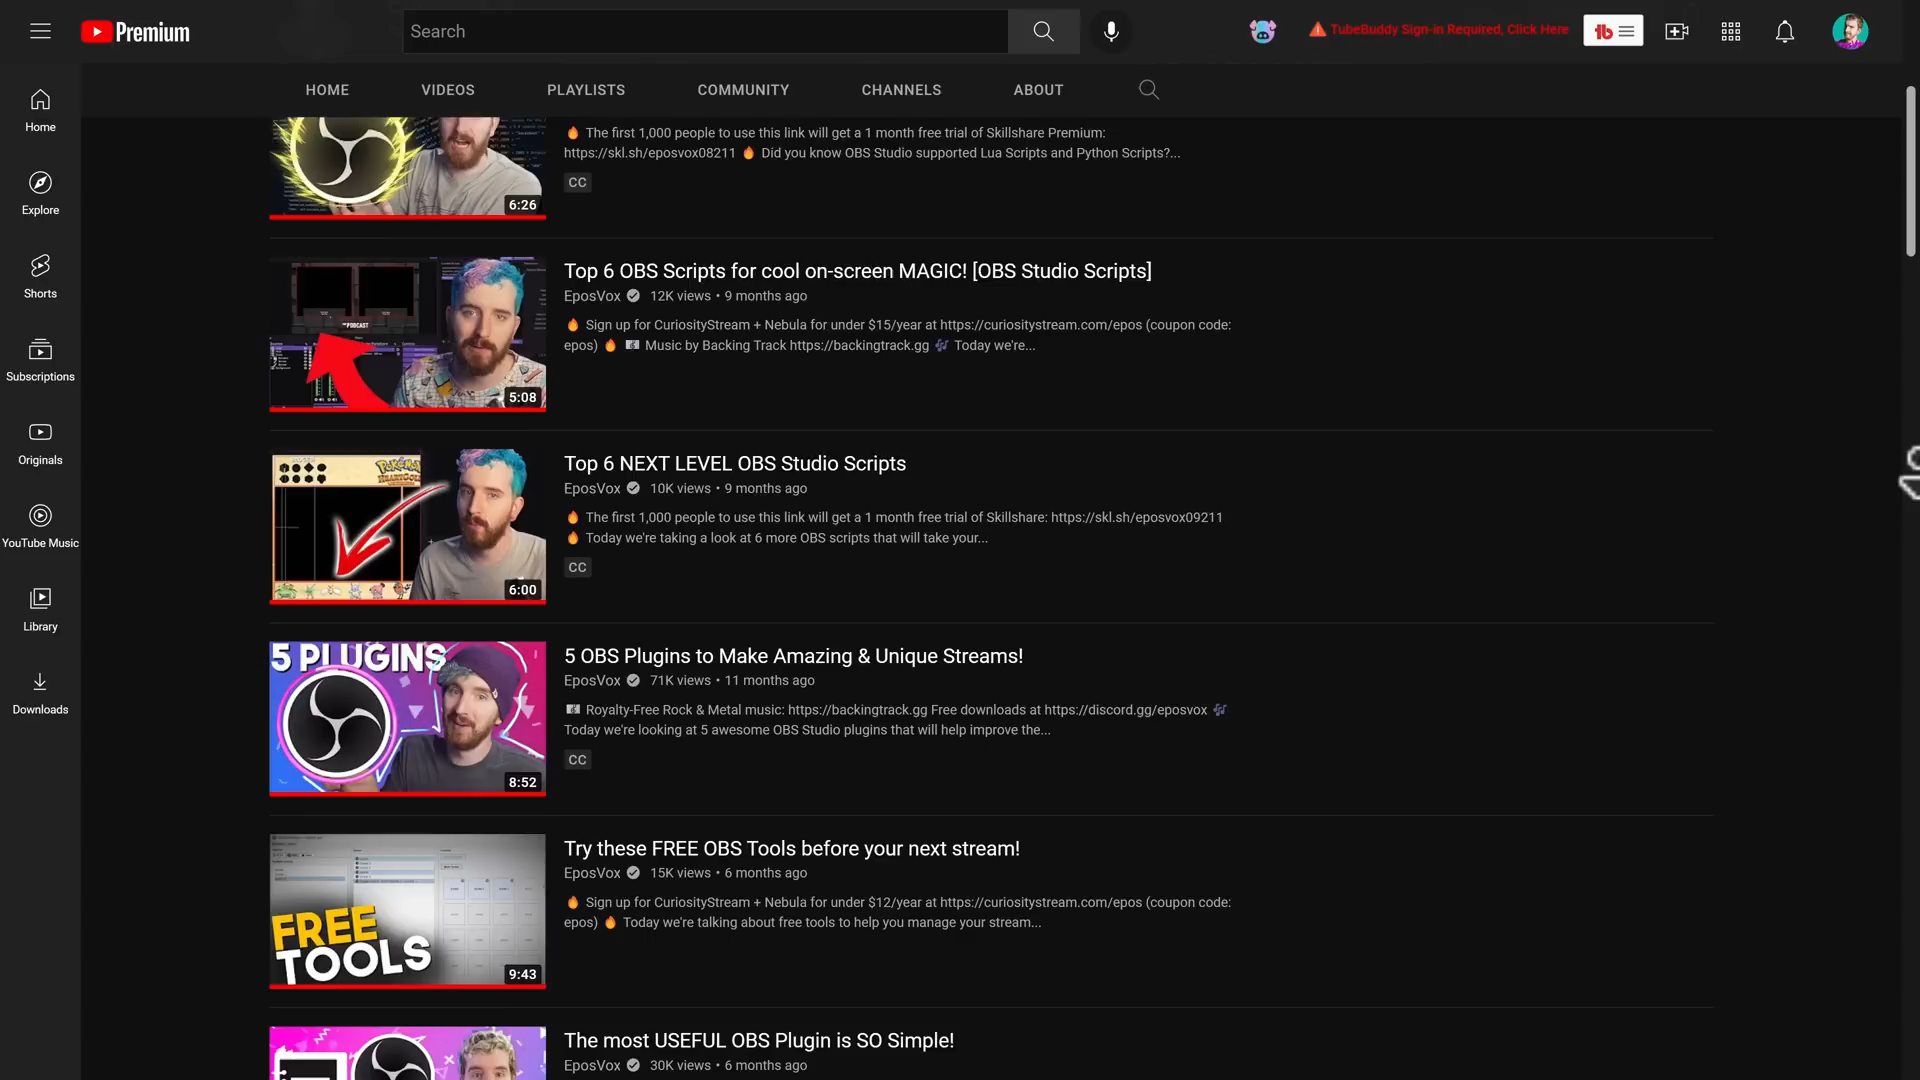 Premium
Search
TubeBuddy Sign-in Required, Click Here
HOME
VIDEOS
PLAYLISTS
COMMUNITY
CHANNELS
ABOUT
Home
Explore
Shorts
Subscriptions
Originals
YouTube Music
Library
Downloads
6:26
🔥 The first 1,000 people to use this link will get a 1 month free trial of Skillshare Premium:
https://skl.sh/eposvox08211 🔥 Did you know OBS Studio supported Lua Scripts and Python Scripts?...
CC
PODCAST
5:08
Top 6 OBS Scripts for cool on-screen MAGIC! [OBS Studio Scripts]
EposVox 12K views • 9 months ago
🔥 Sign up for CuriosityStream + Nebula for under $15/year at https://curiositystream.com/epos (coupon code:
epos) 🔥 Music by Backing Track https://backingtrack.gg 🎶 Today we're...
6:00
Top 6 NEXT LEVEL OBS Studio Scripts
EposVox 10K views • 9 months ago
🔥 The first 1,000 people to use this link will get a 1 month free trial of Skillshare: https://skl.sh/eposvox09211
🔥 Today we're taking a look at 6 more OBS scripts that will take your...
CC
5 PLUGINS
8:52
5 OBS Plugins to Make Amazing & Unique Streams!
EposVox 71K views • 11 months ago
Royalty-Free Rock & Metal music: https://backingtrack.gg Free downloads at https://discord.gg/eposvox 🎶
Today we're looking at 5 awesome OBS Studio plugins that will help improve the...
CC
FREE
TOOLS
9:43
Try these FREE OBS Tools before your next stream!
EposVox 15K views • 6 months ago
🔥 Sign up for CuriosityStream + Nebula for under $12/year at https://curiositystream.com/epos (coupon code:
epos) 🔥 Today we're talking about free tools to help you manage your stream...
The most USEFUL OBS Plugin is SO Simple!
EposVox 30K views • 6 months ago